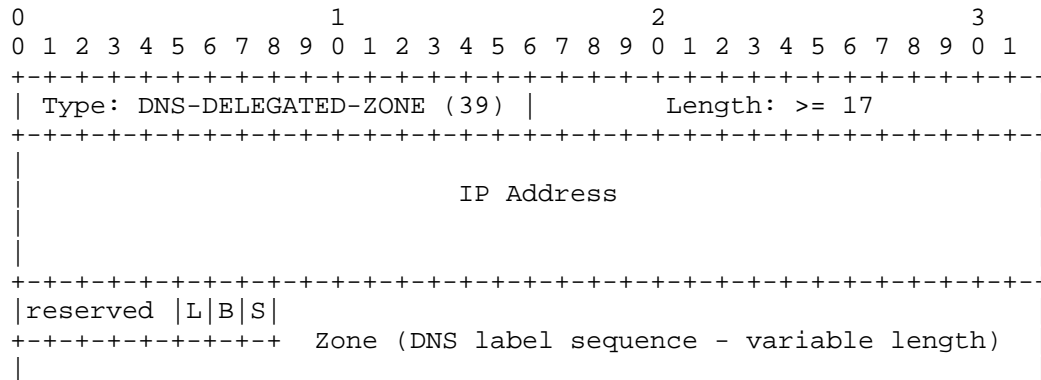 0                   1                   2                   3
0 1 2 3 4 5 6 7 8 9 0 1 2 3 4 5 6 7 8 9 0 1 2 3 4 5 6 7 8 9 0 1
+-+-+-+-+-+-+-+-+-+-+-+-+-+-+-+-+-+-+-+-+-+-+-+-+-+-+-+-+-+-+-+--
| Type: DNS-DELEGATED-ZONE (39) |        Length: >= 17
+-+-+-+-+-+-+-+-+-+-+-+-+-+-+-+-+-+-+-+-+-+-+-+-+-+-+-+-+-+-+-+--
|
|                           IP Address
|
|
+-+-+-+-+-+-+-+-+-+-+-+-+-+-+-+-+-+-+-+-+-+-+-+-+-+-+-+-+-+-+-+--
|reserved |L|B|S|
+-+-+-+-+-+-+-+-+  Zone (DNS label sequence - variable length)
|